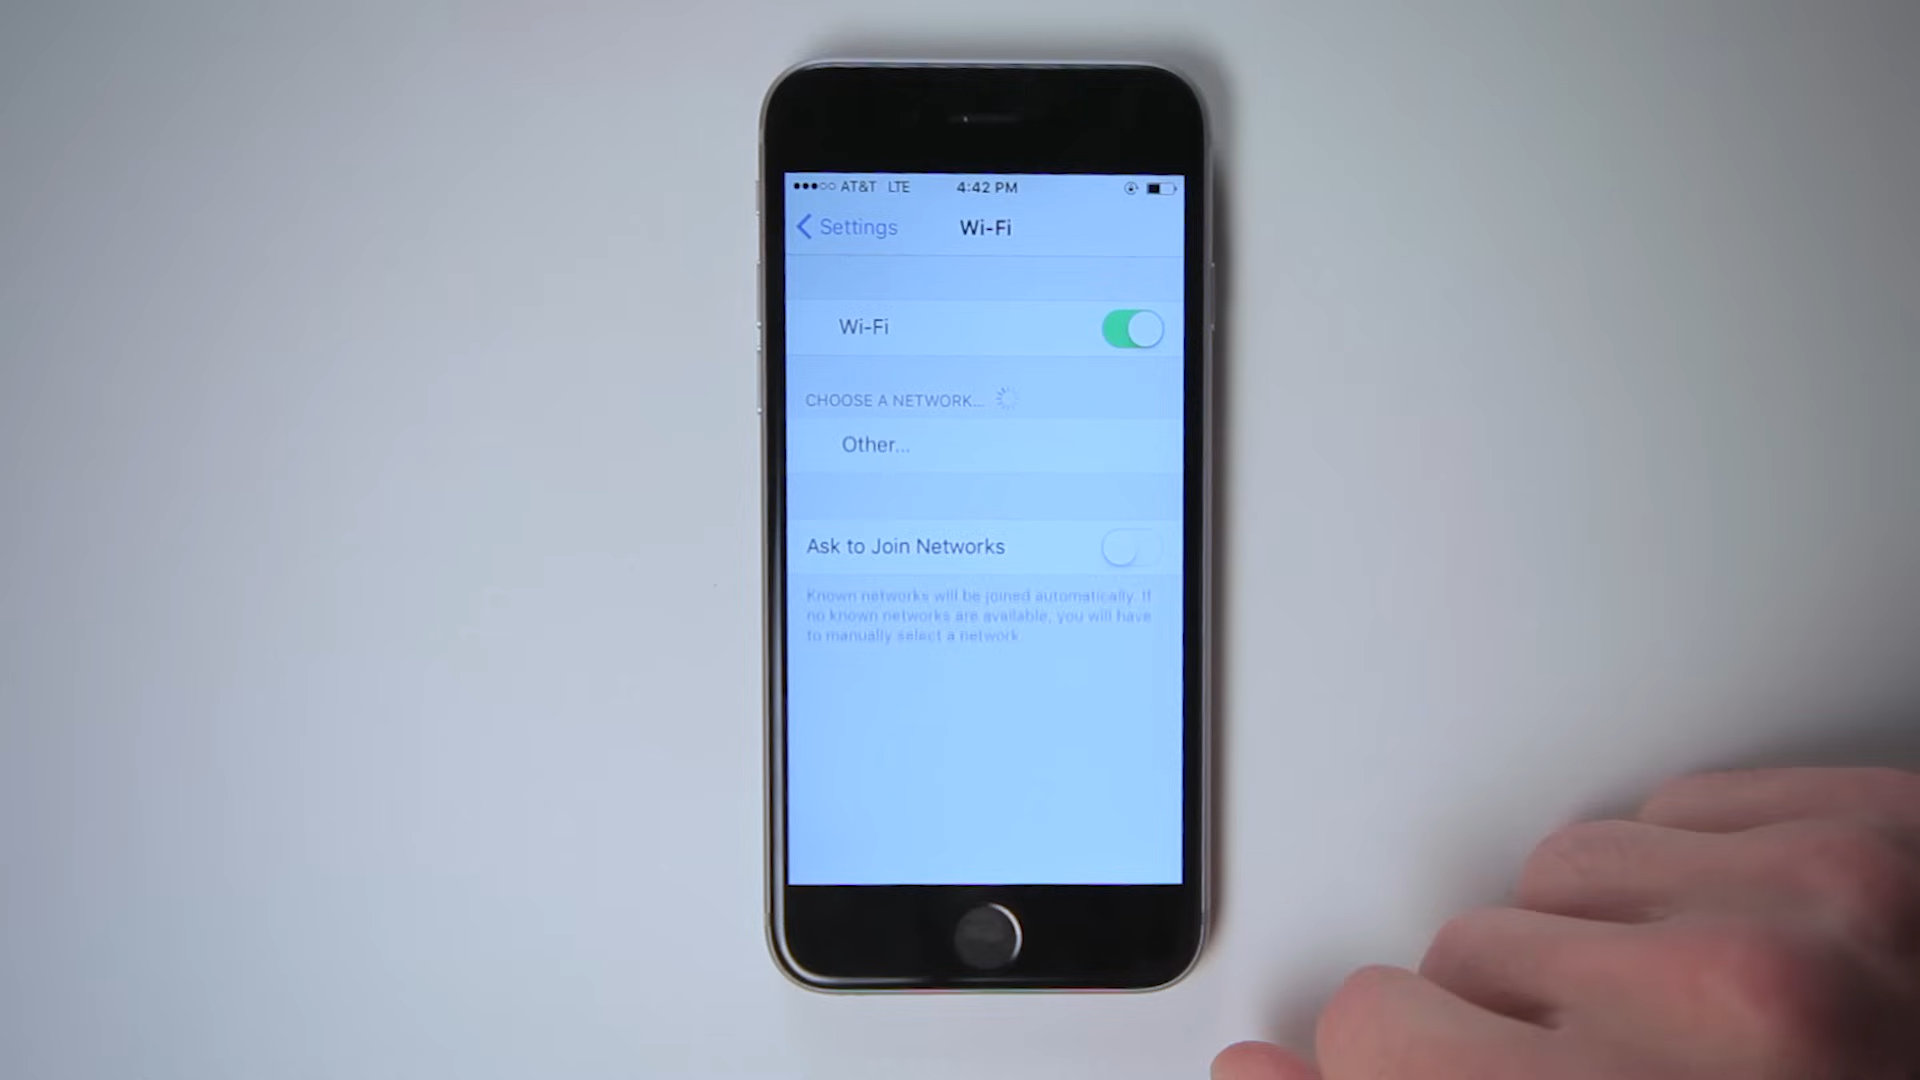 AT&T LTE 4:42 PM
Settings Wi-Fi
Wi-Fi
CHOOSE A NETWORK...
Other...
Ask to Join Networks
Known networks will be joined automatically. If
no known networks are available, you will have
to manually select a network.